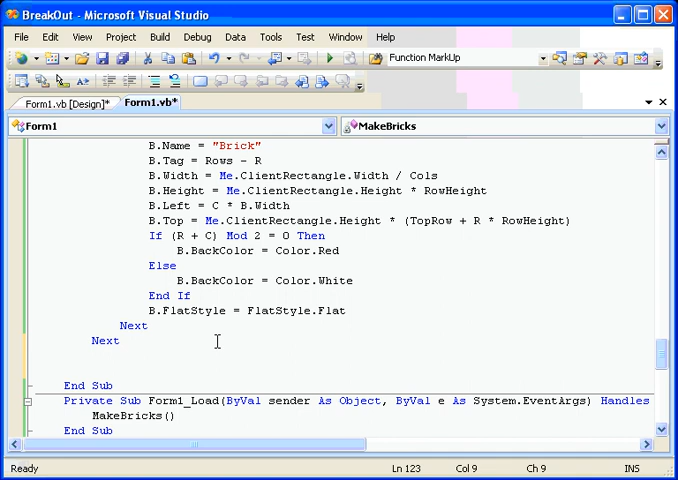 BreakOut - Microsoft Visual Studio
File Edit View Project Build Debug Data Tools Test Window Help
Function MarkUp
Form1.vb [Design]* Form1.vb*
Form1 MakeBricks
B.Name = "Brick"
B.Tag = Rows - R
B.Width = Me.ClientRectangle.Width / Cols
B.Height = Me.ClientRectangle.Height * RowHeight
B.Left = C * B.Width
B.Top = Me.ClientRectangle.Height * (TopRow + R * RowHeight)
If (R + C) Mod 2 = 0 Then
B.BackColor = Color.Red
Else
B.BackColor = Color.White
End If
B.FlatStyle = FlatStyle.Flat
Next
Next
End Sub
Private Sub Form1_Load(ByVal sender As Object, ByVal e As System.EventArgs) Handles
MakeBricks()
End Sub
Ready Ln 123 Col 9 Ch 9 INS